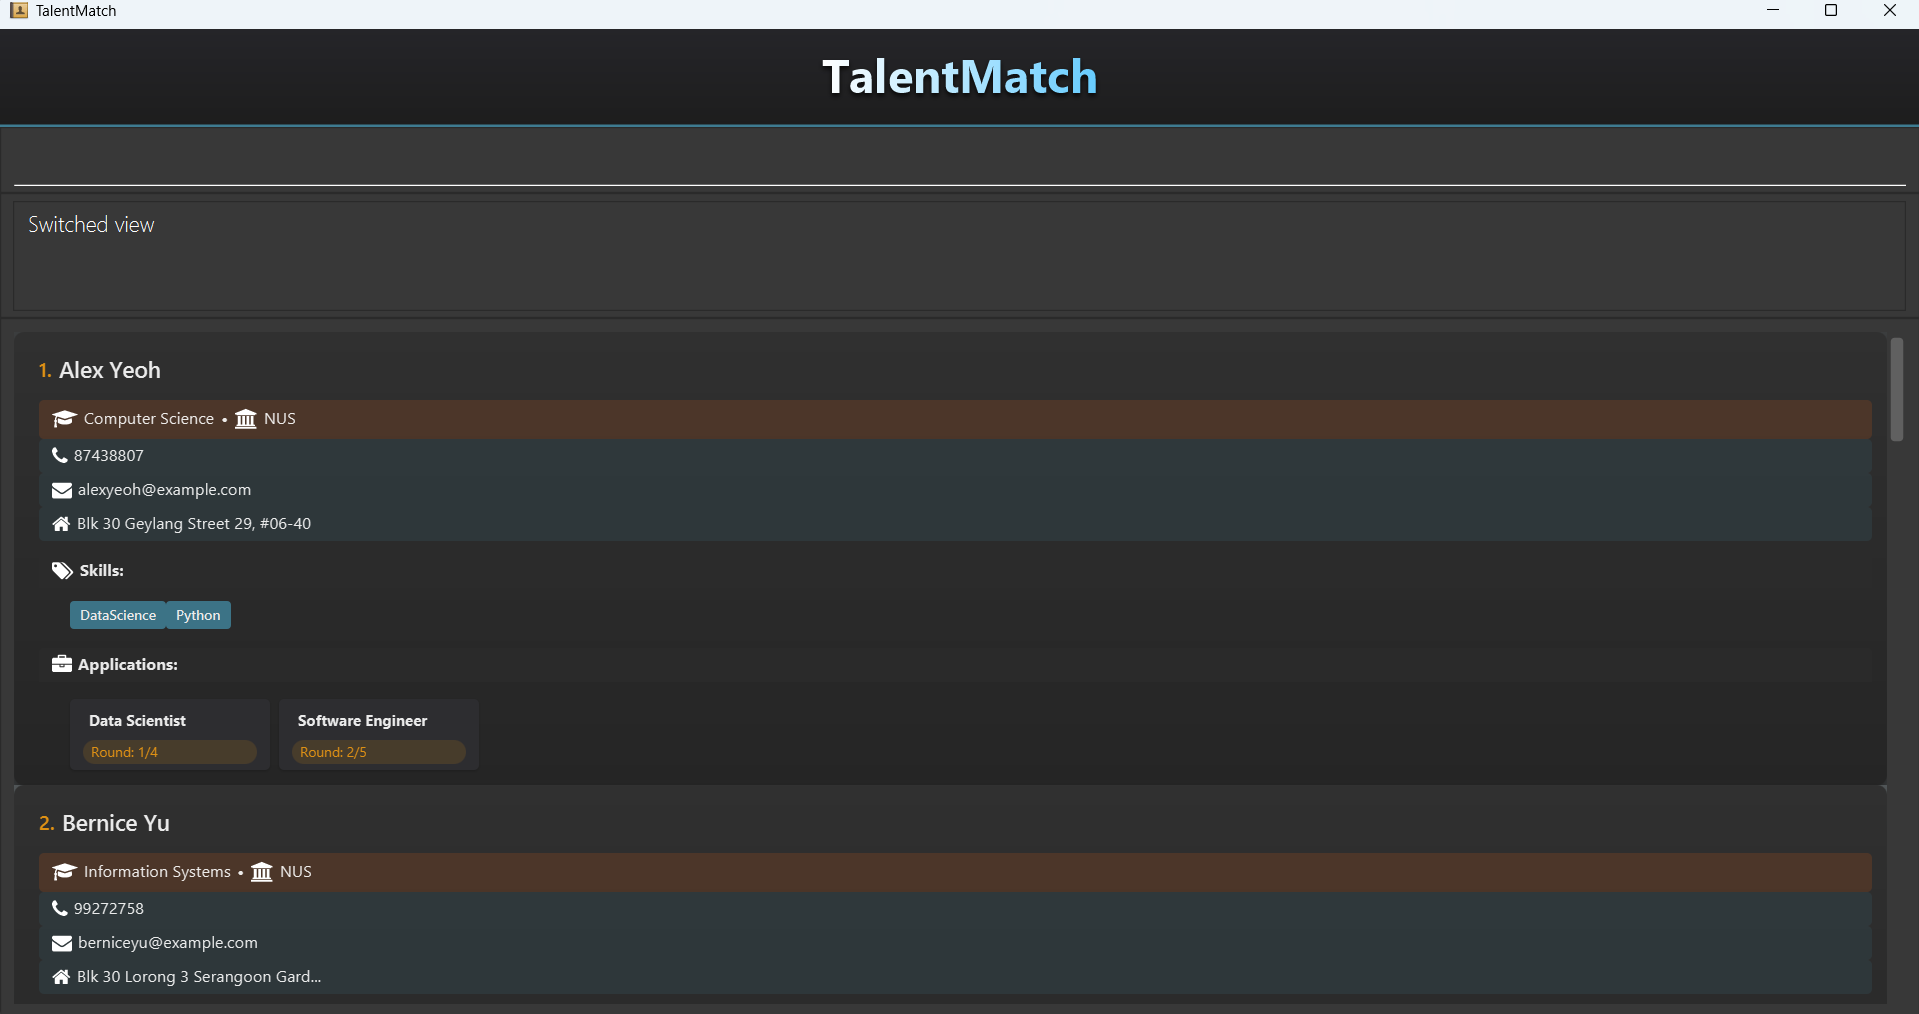 TalentMatch
TalentMatch
Switched view
1. Alex Yeoh
Computer Science • NUS
87438807
alexyeoh@example.com
Blk 30 Geylang Street 29, #06-40
Skills:
DataScience Python
Applications:
Data Scientist Software Engineer
Round: 1/4 Round: 2/5
2. Bernice Yu
Information Systems • NUS
99272758
berniceyu@example.com
Blk 30 Lorong 3 Serangoon Gard...